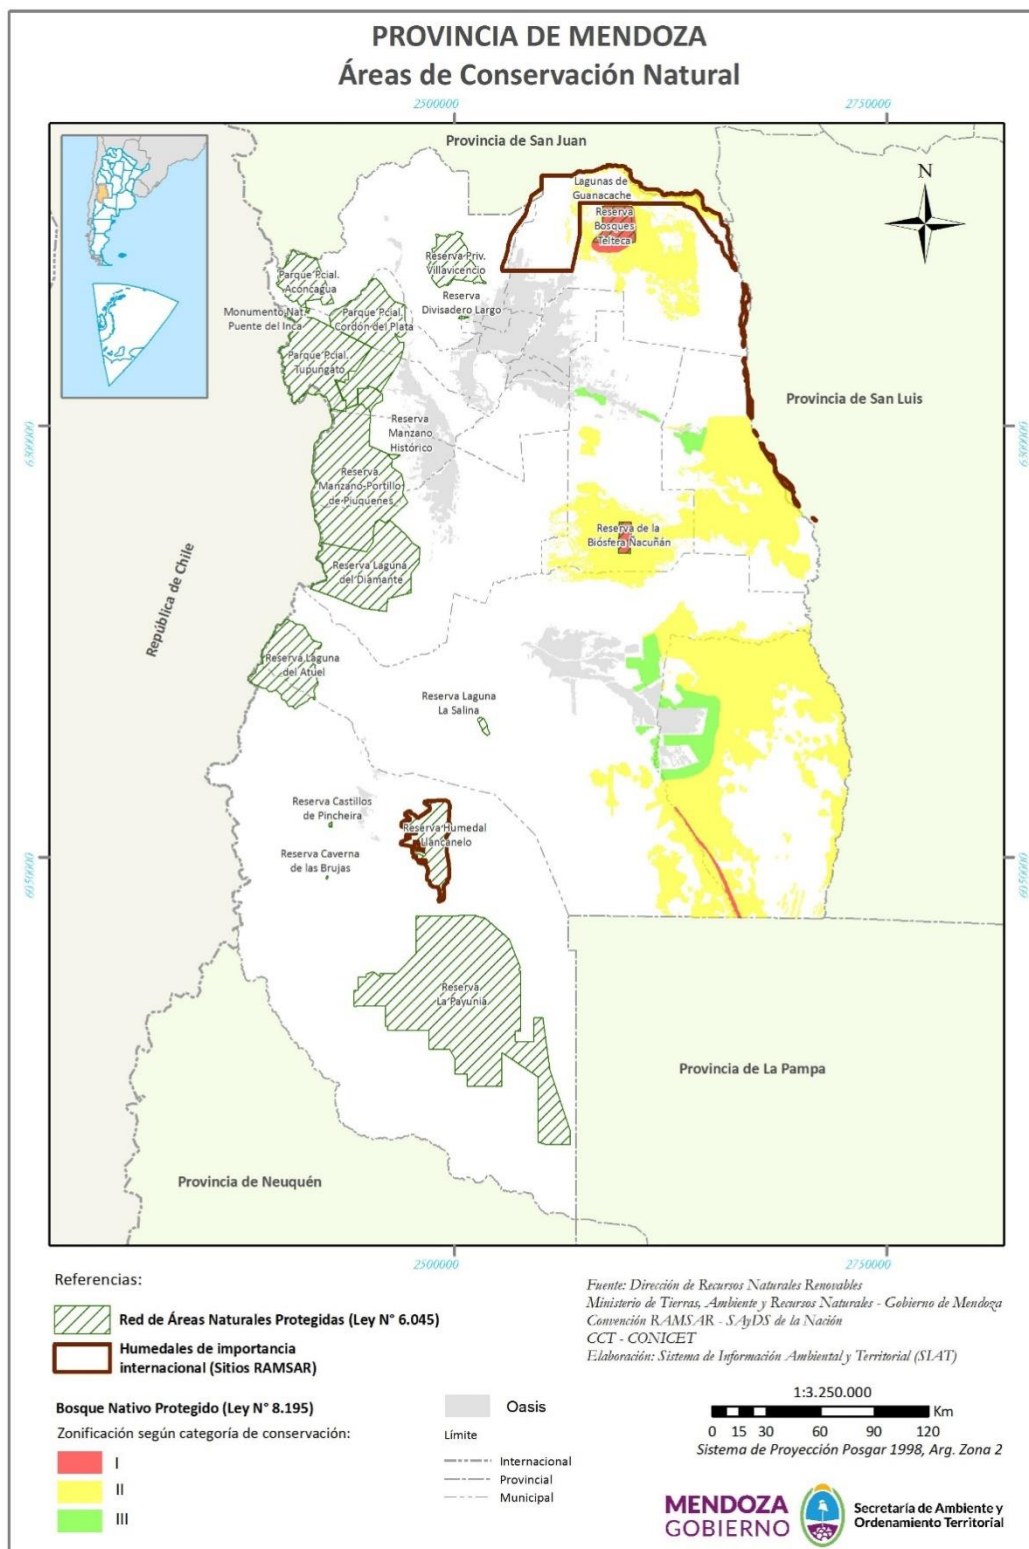 PROVINCIA DE MENDOZA
Áreas de Conservación Natural
2500000
2750000
Provincia de San Juan
Lagunas de
Guanacache
N
Reserva
Bosques
Telteca
Reserva Priv.
Villavicencio
Parque Pcial.
Aconcagua
Reserva
Divisadero Largo
Monumento Nat.
Puente del Inca
Parque Pcial.
Cordón del Plata
Parque Pcial.
Tupungato
Provincia de San Luis
6300000
6300000
Reserva
Manzano
Histórico
Reserva
Manzano-Portillo
de Piuquenes
Reserva de la
Biósfera Ñacuñán
Reserva Laguna
del Diamante
República de Chile
Reserva Laguna
del Atuel
Reserva Laguna
La Salina
Reserva Castillos
de Pincheira
Reserva Humedal
Llancanelo
Reserva Caverna
de las Brujas
6050000
6050000
Reserva
La Payunia
Provincia de La Pampa
Provincia de Neuquén
2500000
2750000
Referencias:
Red de Áreas Naturales Protegidas (Ley N° 6.045)
Humedales de importancia
internacional (Sitios RAMSAR)
Bosque Nativo Protegido (Ley N° 8.195)
Zonificación según categoría de conservación:
I
II
III
Oasis
Límite
Internacional
Provincial
Municipal
Fuente: Dirección de Recursos Naturales Renovables
Ministerio de Tierras, Ambiente y Recursos Naturales - Gobierno de Mendoza
Convención RAMSAR - SAyDS de la Nación
CCT - CONICET
Elaboración: Sistema de Información Ambiental y Territorial (SIAT)
1:3.250.000
Km
0 15 30 60 90 120
Sistema de Proyección Posgar 1998, Arg. Zona 2
MENDOZA
GOBIERNO
Secretaría de Ambiente y
Ordenamiento Territorial